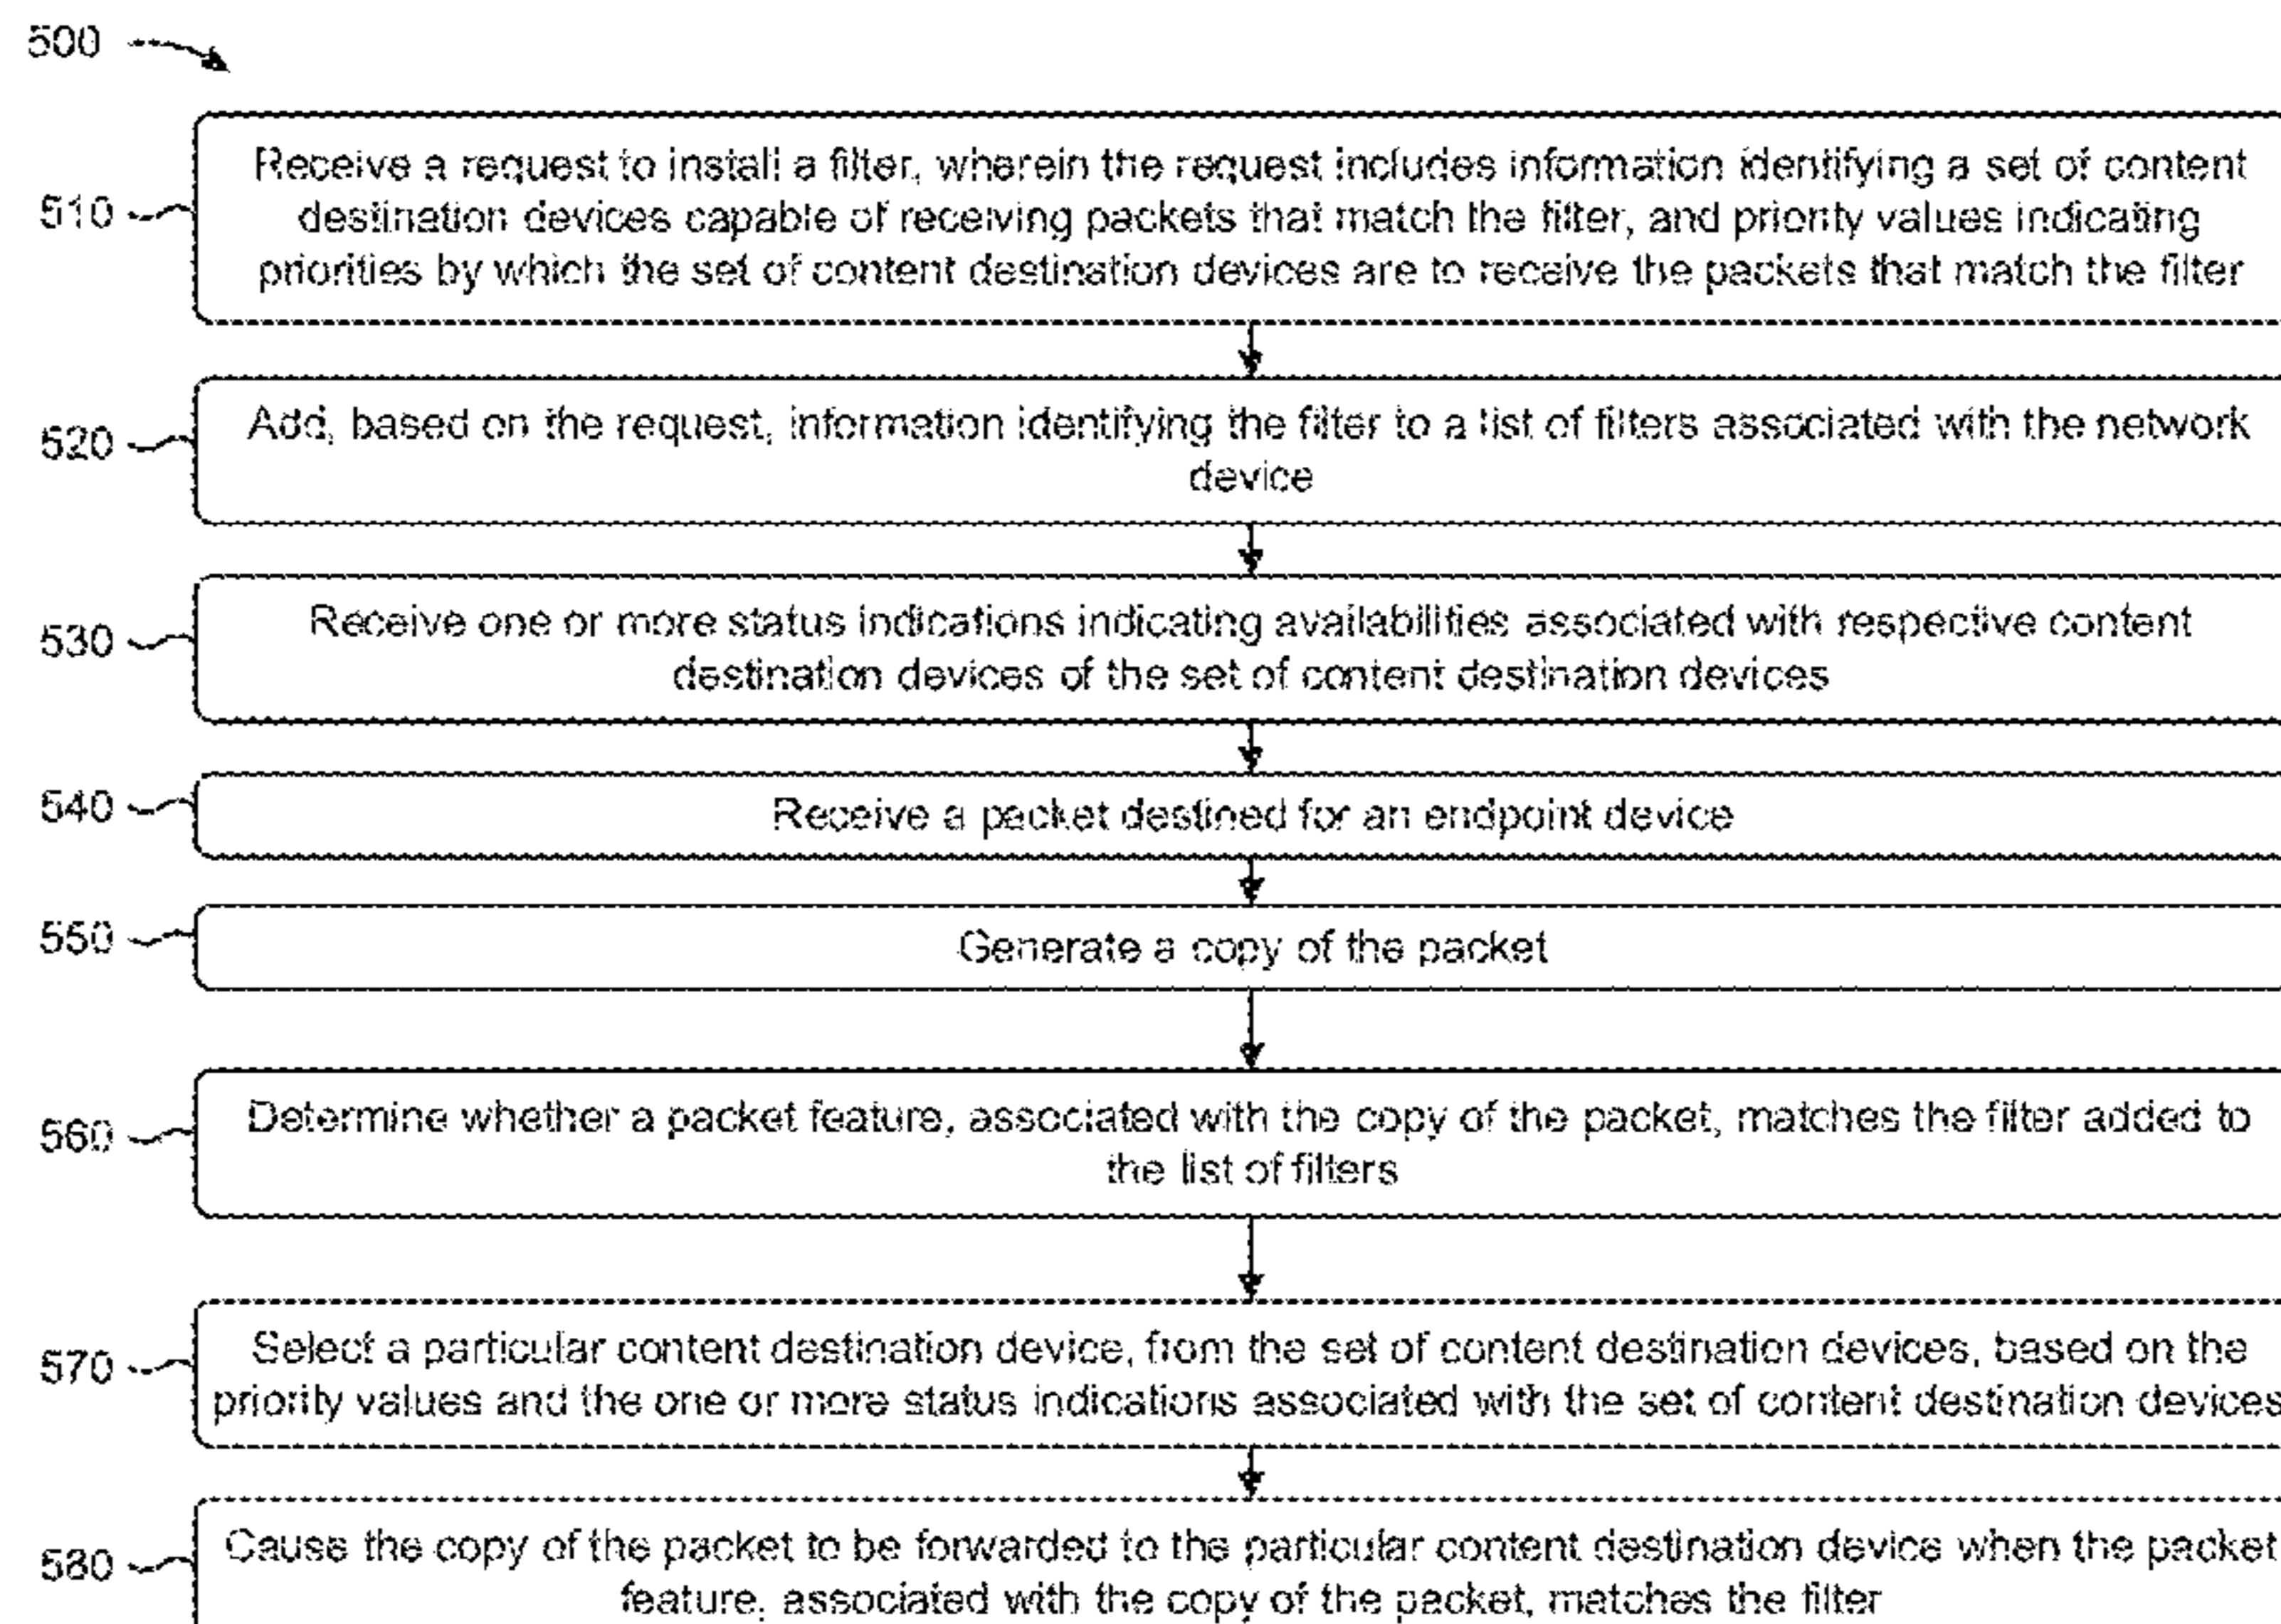 500
510
Receive a request to install a filter, wherein the request includes information identifying a set of content
destination devices capable of receiving packets that match the filter, and priority values indicating
priorities by which the set of content destination devices are to receive the packets that match the filter
520
Add, based on the request, information identifying the filter to a list of filters associated with the network
device
530
Receive one or more status indications indicating availabilities associated with respective content
destination devices of the set of content destination devices
540
Receive a packet destined for an endpoint device
550
Generate a copy of the packet
560
Determine whether a packet feature, associated with the copy of the packet, matches the filter added to
the list of filters
570
Select a particular content destination device, from the set of content destination devices, based on the
priority values and the one or more status indications associated with the set of content destination devices
580
Cause the copy of the packet to be forwarded to the particular content destination device when the packet
feature, associated with the copy of the packet, matches the filter